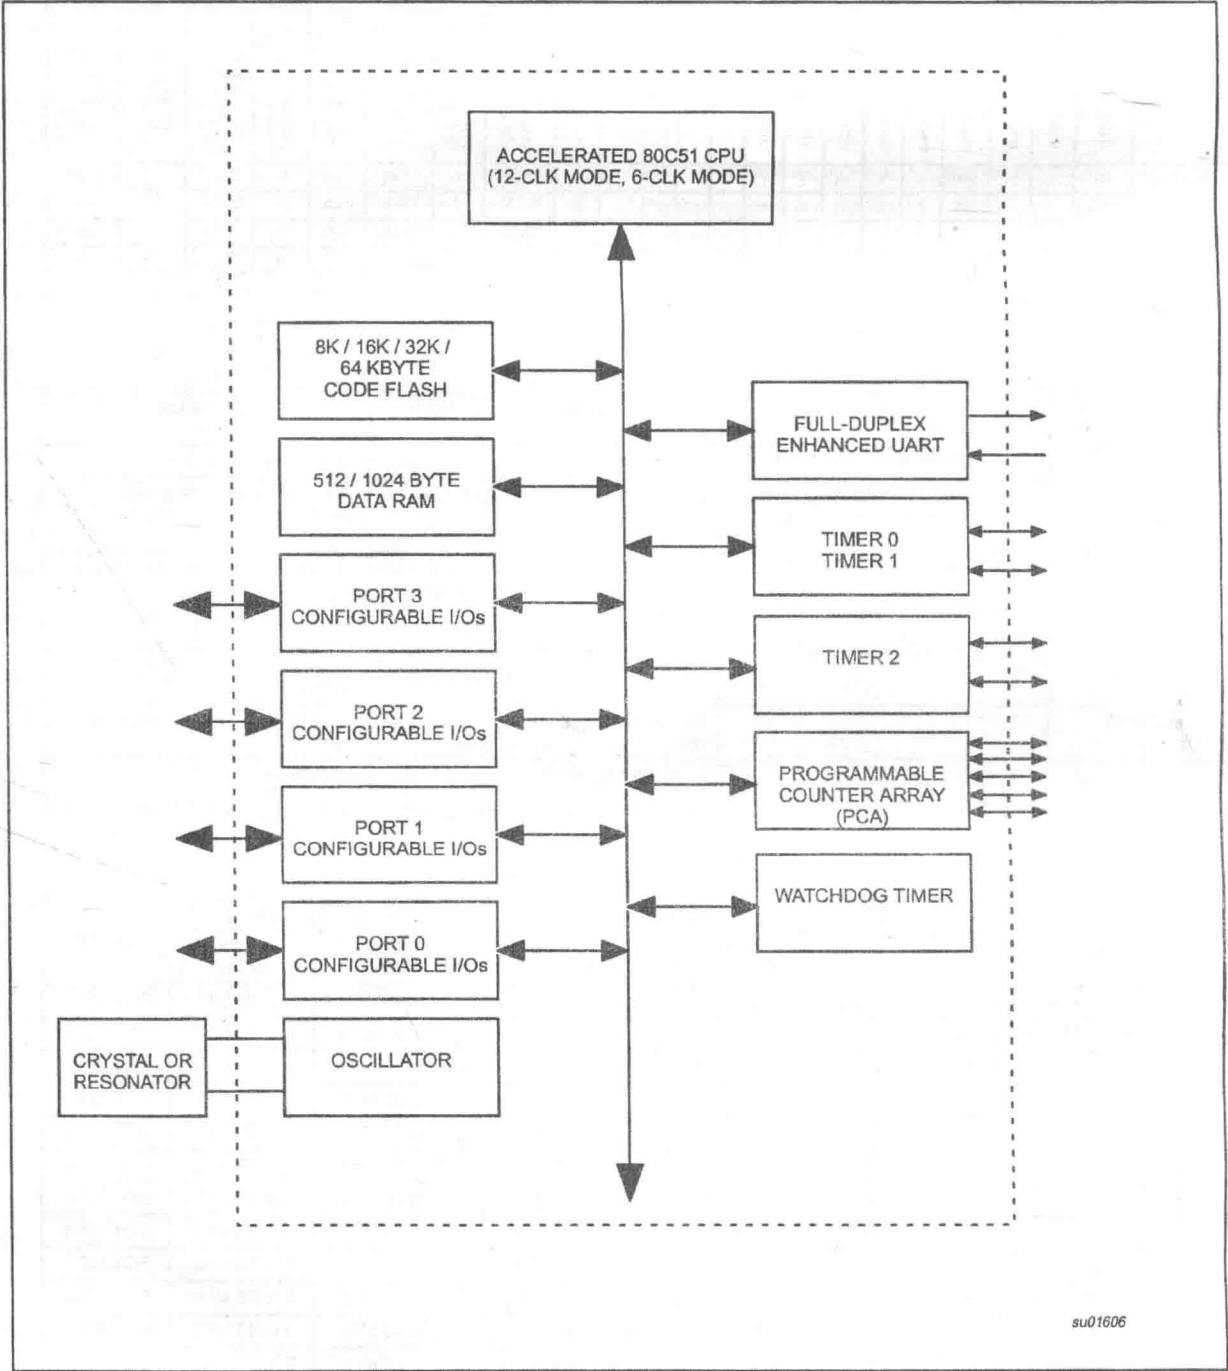 ACCELERATED 80C51 CPU
(12-CLK MODE, 6-CLK MODE)
8K / 16K / 32K /
64 KBYTE
CODE FLASH
FULL-DUPLEX
ENHANCED UART
512 / 1024 BYTE
DATA RAM
TIMER 0
TIMER 1
PORT 3
CONFIGURABLE I/Os
TIMER 2
PORT 2
CONFIGURABLE I/Os
PROGRAMMABLE
COUNTER ARRAY
(PCA)
PORT 1
CONFIGURABLE I/Os
WATCHDOG TIMER
PORT 0
CONFIGURABLE I/Os
CRYSTAL OR
RESONATOR
OSCILLATOR
su01606